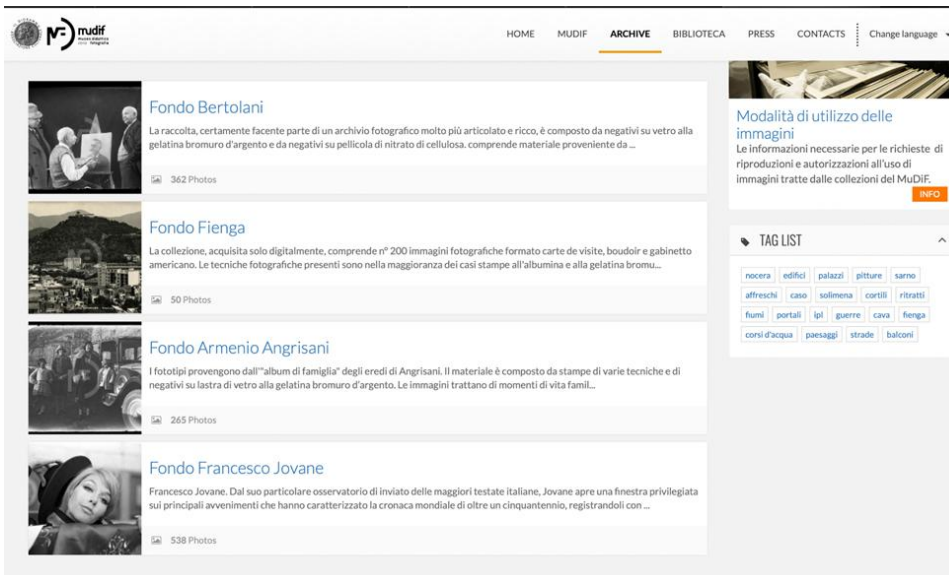 mudif
HOME MUDIF ARCHIVE BIBLIOTECA PRESS CONTACTS Change language
Fondo Bertolani
La raccolta, certamente facente parte di un archivio fotografico molto più articolato e ricco, è composto da negativi su vetro alla
gelatina bromuro d'argento e da negativi su pellicola di nitrato di cellulosa. comprende materiale proveniente da ...
362 Photos
Fondo Fienga
La collezione, acquisita solo digitalmente, comprende n° 200 immagini fotografiche formato carte de visite, boudoir e gabinetto
americano. Le tecniche fotografiche presenti sono nella maggioranza dei casi stampe all'albumina e alla gelatina bromu...
50 Photos
Fondo Armenio Angrisani
I fototipi provengono dall'"album di famiglia" degli eredi di Angrisani. Il materiale è composto da stampe di varie tecniche e di
negativi su lastra di vetro alla gelatina bromuro d'argento. Le immagini trattano di momenti di vita famil...
265 Photos
Fondo Francesco Jovane
Francesco Jovane. Dal suo particolare osservatorio di inviato delle maggiori testate italiane, Jovane apre una finestra privilegiata
sui principali avvenimenti che hanno caratterizzato la cronaca mondiale di oltre un cinquantennio, registrandoli con ...
538 Photos
Modalità di utilizzo delle
immagini
Le informazioni necessarie per le richieste di
riproduzioni e autorizzazioni all'uso di
immagini tratte dalle collezioni del MuDiF.
INFO
TAG LIST
nocera edifici palazzi pitture sarno
affreschi caso solimena cortili ritratti
fiumi portali ipl guerre cava fienga
corsi d'acqua paesaggi strade balconi